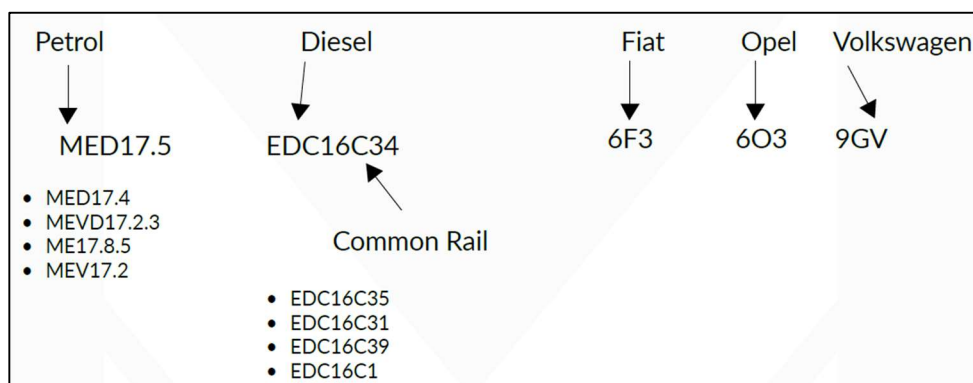 Petrol Diesel Fiat Opel Volkswagen
MED17.5 EDC16C34 6F3 6O3 9GV
• MED17.4
• MEVD17.2.3
• ME17.8.5
• MEV17.2
Common Rail
• EDC16C35
• EDC16C31
• EDC16C39
• EDC16C1